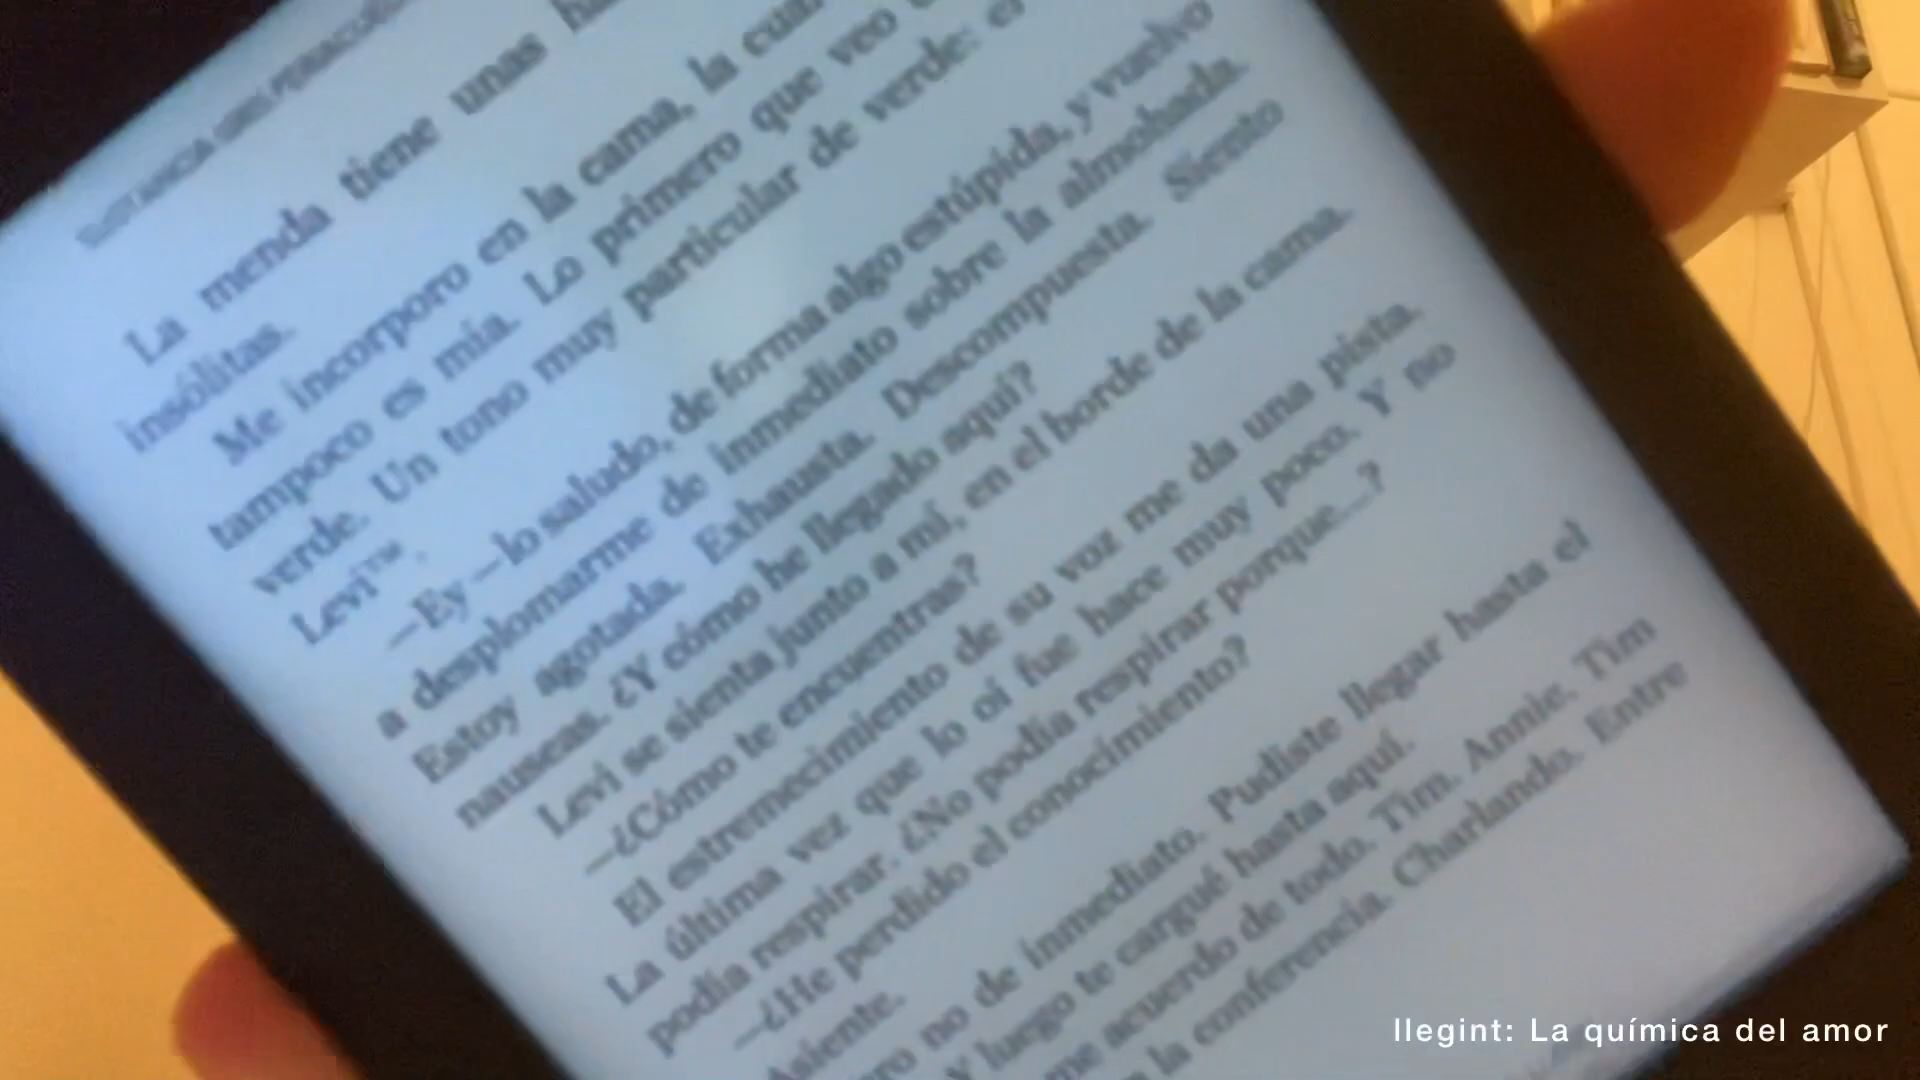 La menda tiene unas
insólitas.
Me incorporo en la cama, la cual
tampoco es mía. Lo primero que veo
verde. Un tono muy particular de verde: el
Levi™.
—Ey —lo saludo, de forma algo estúpida, y vuelvo
a desplomarme de inmediato sobre la almohada.
Estoy agotada. Exhausta. Descompuesta. Siento
nauseas. ¿Y cómo he llegado aquí?
Levi se sienta junto a mí, en el borde de la cama.
—¿Cómo te encuentras?
El estremecimiento de su voz me da una pista.
La última vez que lo oí fue hace muy poco. Y no
podía respirar. ¿No podía respirar porque...?
—¿He perdido el conocimiento?
Asiente.
no de inmediato. Pudiste llegar hasta el
y luego te cargué hasta aquí.
me acuerdo de todo. Tim. Annie. Tim
la conferencia. Charlando. Entre
llegint: La química del amor